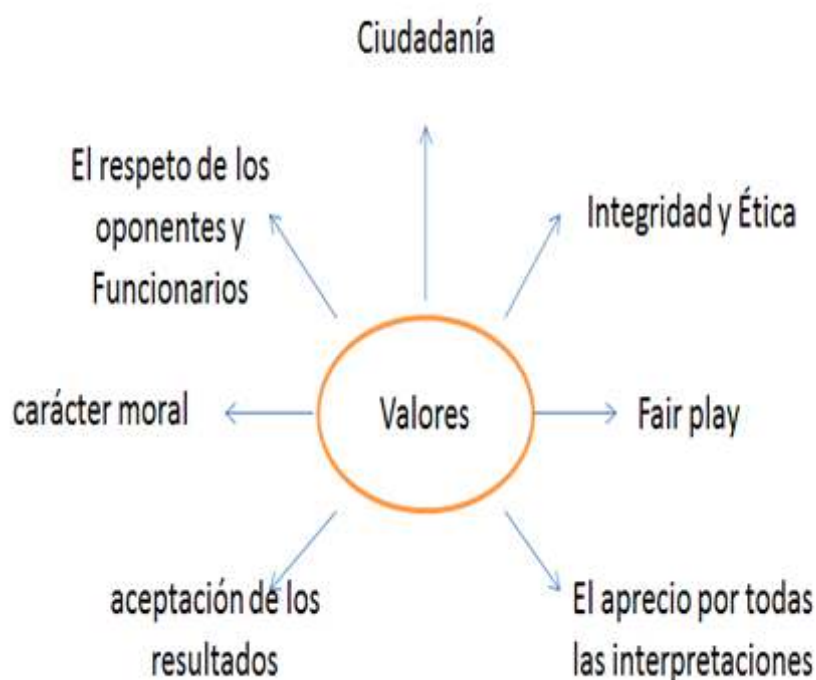 Ciudadanía
El respeto de los
oponentes y
Funcionarios
Integridad y Ética
carácter moral
Valores
Fair play
aceptación de los
resultados
El aprecio por todas
las interpretaciones